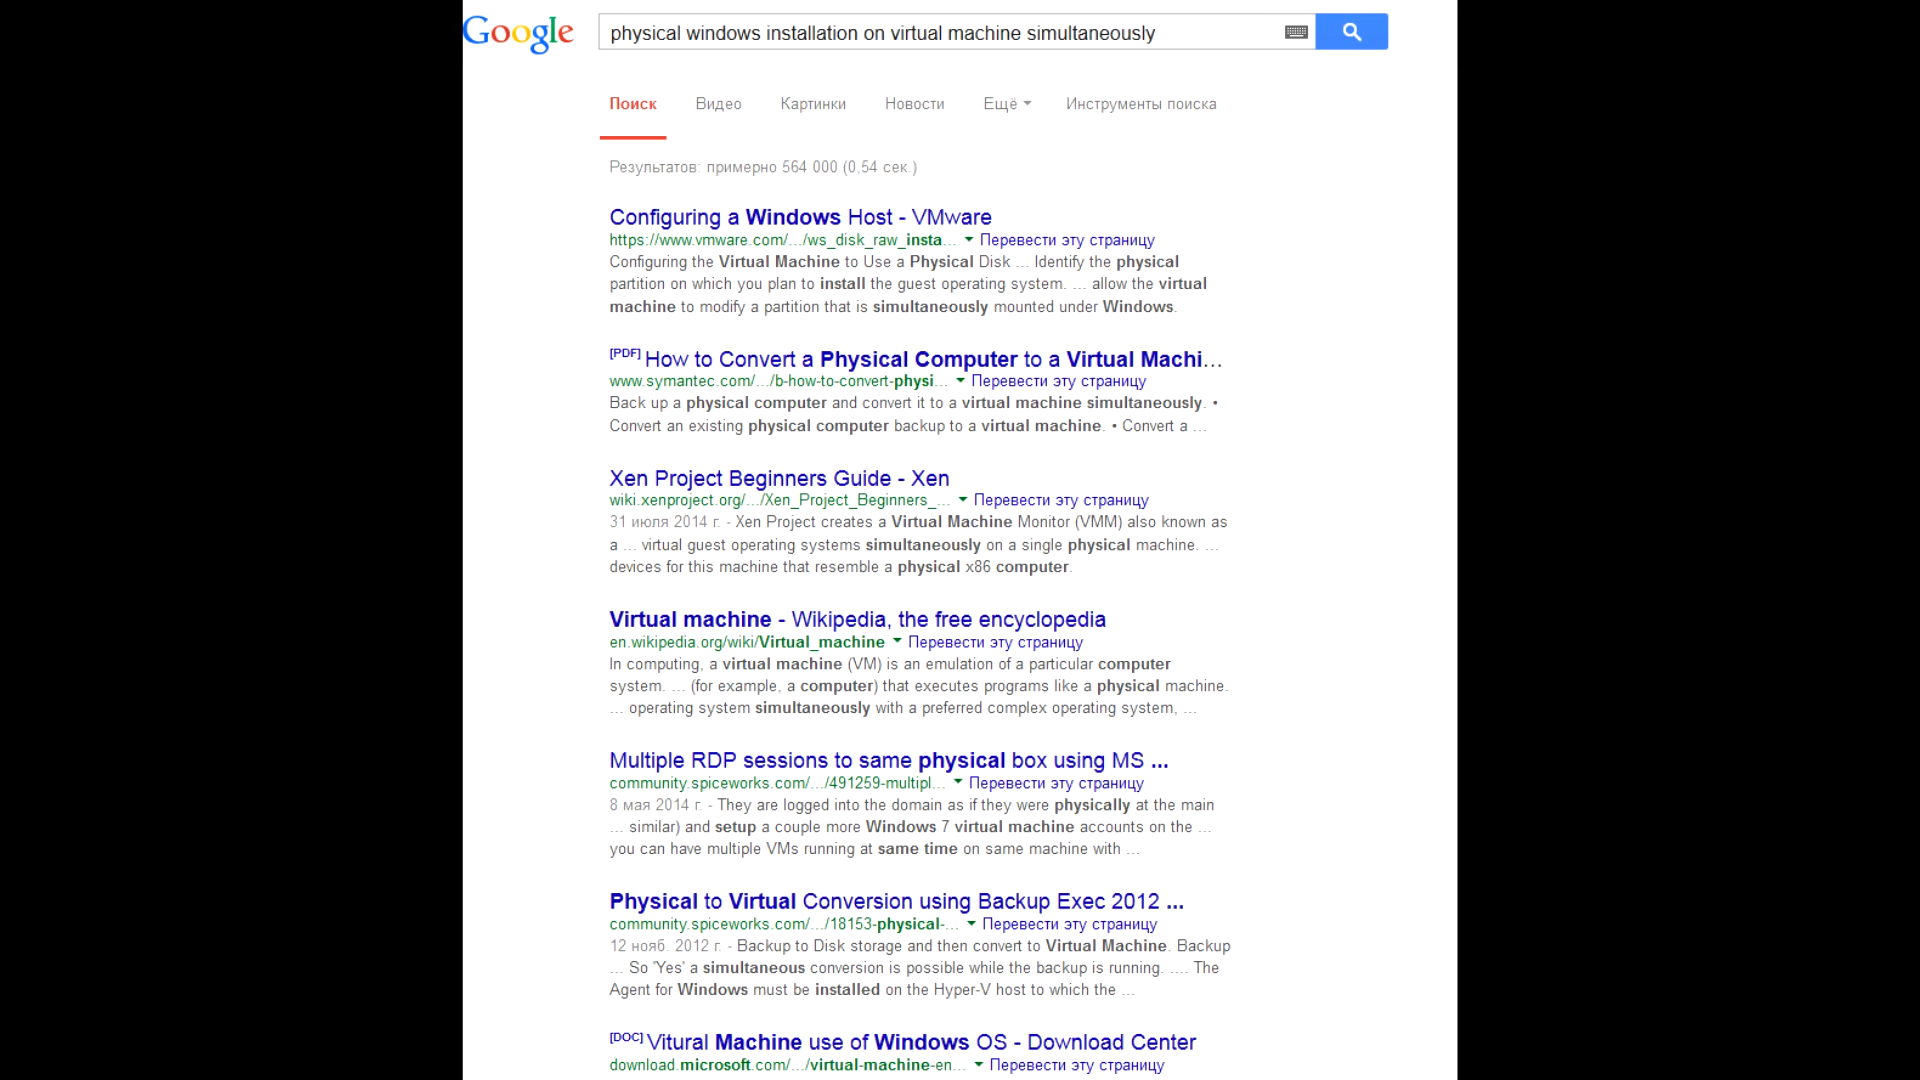 Google
physical windows installation on virtual machine simultaneously
Поиск Видео Картинки Новости Ещё Инструменты поиска
Результатов: примерно 564 000 (0,54 сек.)
Configuring a Windows Host - VMware
https://www.vmware.com/.../ws_disk_raw_insta... Перевести эту страницу
Configuring the Virtual Machine to Use a Physical Disk ... Identify the physical
partition on which you plan to install the guest operating system. ... allow the virtual
machine to modify a partition that is simultaneously mounted under Windows.
[PDF] How to Convert a Physical Computer to a Virtual Machi...
www.symantec.com/.../b-how-to-convert-physi... Перевести эту страницу
Back up a physical computer and convert it to a virtual machine simultaneously. •
Convert an existing physical computer backup to a virtual machine. • Convert a ...
Xen Project Beginners Guide - Xen
wiki.xenproject.org/.../Xen_Project_Beginners_... Перевести эту страницу
31 июля 2014 г. - Xen Project creates a Virtual Machine Monitor (VMM) also known as
a ... virtual guest operating systems simultaneously on a single physical machine. ...
devices for this machine that resemble a physical x86 computer.
Virtual machine - Wikipedia, the free encyclopedia
en.wikipedia.org/wiki/Virtual_machine Перевести эту страницу
In computing, a virtual machine (VM) is an emulation of a particular computer
system. ... (for example, a computer) that executes programs like a physical machine.
... operating system simultaneously with a preferred complex operating system, ...
Multiple RDP sessions to same physical box using MS ...
community.spiceworks.com/.../491259-multipl... Перевести эту страницу
8 мая 2014 г. - They are logged into the domain as if they were physically at the main
... similar) and setup a couple more Windows 7 virtual machine accounts on the ...
you can have multiple VMs running at same time on same machine with ...
Physical to Virtual Conversion using Backup Exec 2012 ...
community.spiceworks.com/.../18153-physical-... Перевести эту страницу
12 нояб. 2012 г. - Backup to Disk storage and then convert to Virtual Machine. Backup
... So 'Yes' a simultaneous conversion is possible while the backup is running. .... The
Agent for Windows must be installed on the Hyper-V host to which the ...
[DOC] Vitural Machine use of Windows OS - Download Center
download.microsoft.com/.../virtual-machine-en... Перевести эту страницу